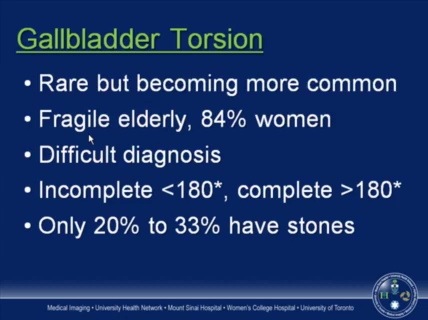 Gallbladder Torsion
• Rare but becoming more common
• Fragile elderly, 84% women
• Difficult diagnosis
• Incomplete <180*, complete >180*
• Only 20% to 33% have stones
Medical Imaging • University Health Network • Mount Sinai Hospital • Women's College Hospital • University of Toronto